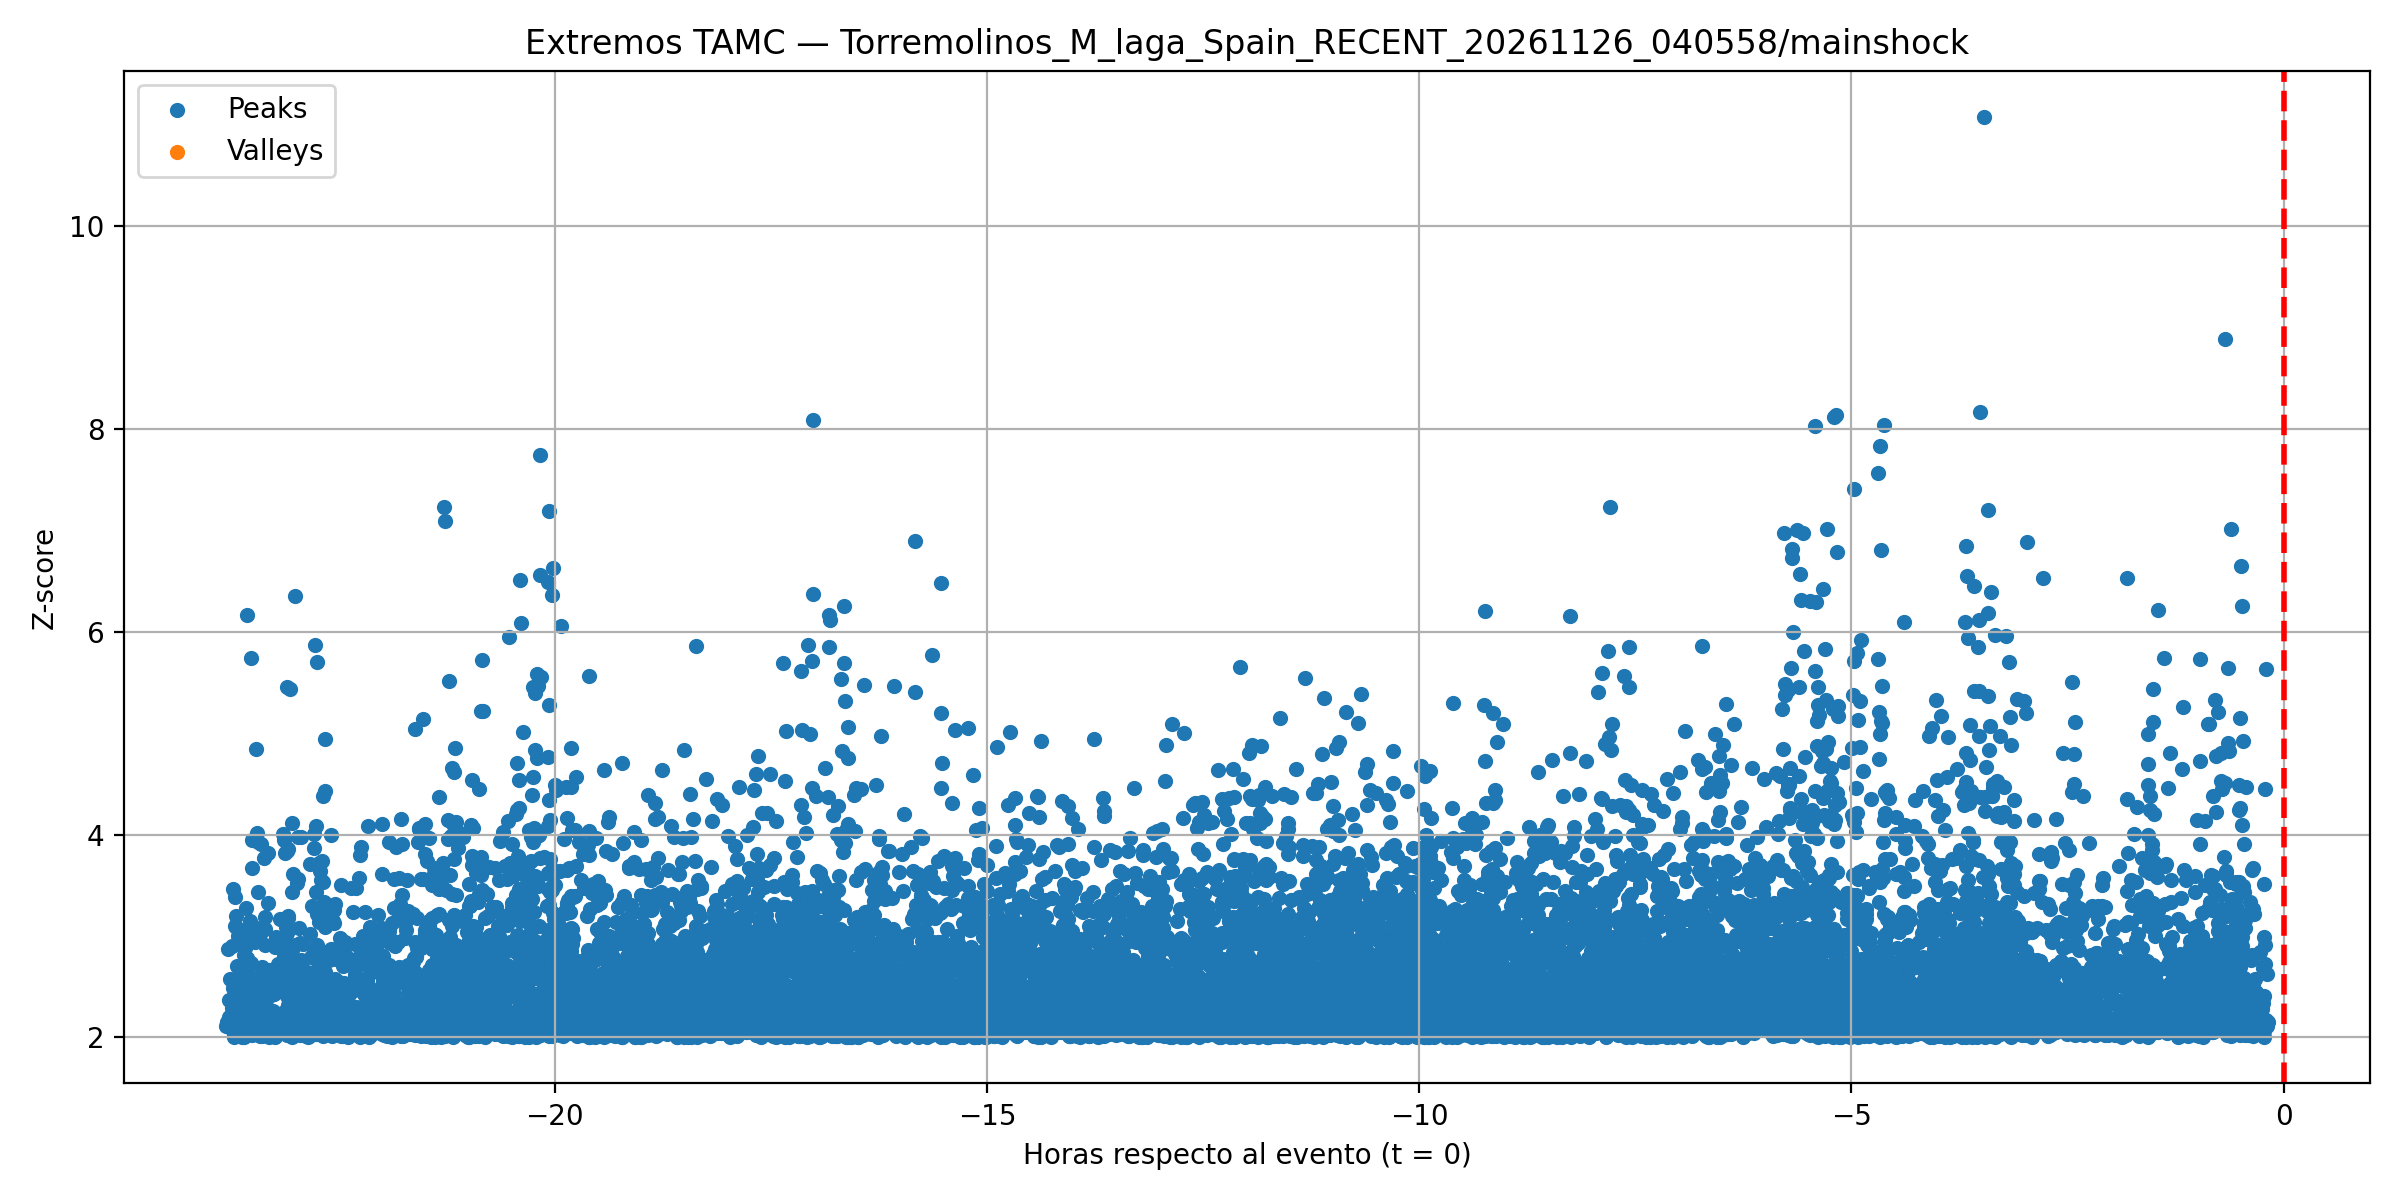 Extremos TAMC — Torremolinos_M_laga_Spain_RECENT_20261126_040558/mainshock
Peaks
Valleys
10
8
6
4
2
Z-score
−20
−15
−10
−5
0
Horas respecto al evento (t = 0)